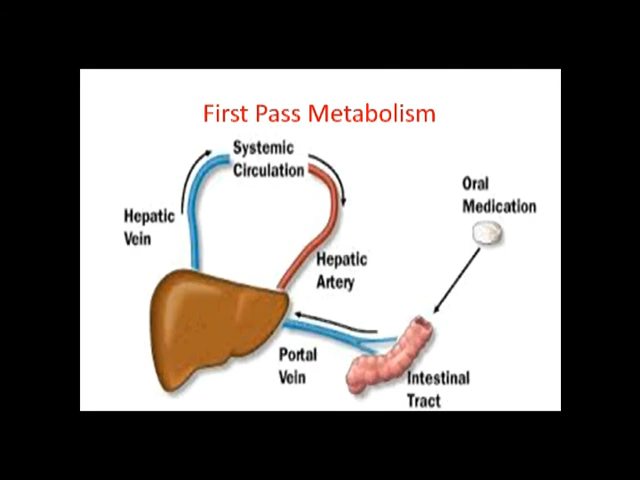 First Pass Metabolism
Systemic
Circulation
Oral
Medication
Hepatic
Vein
Hepatic
Artery
Portal
Vein
Intestinal
Tract